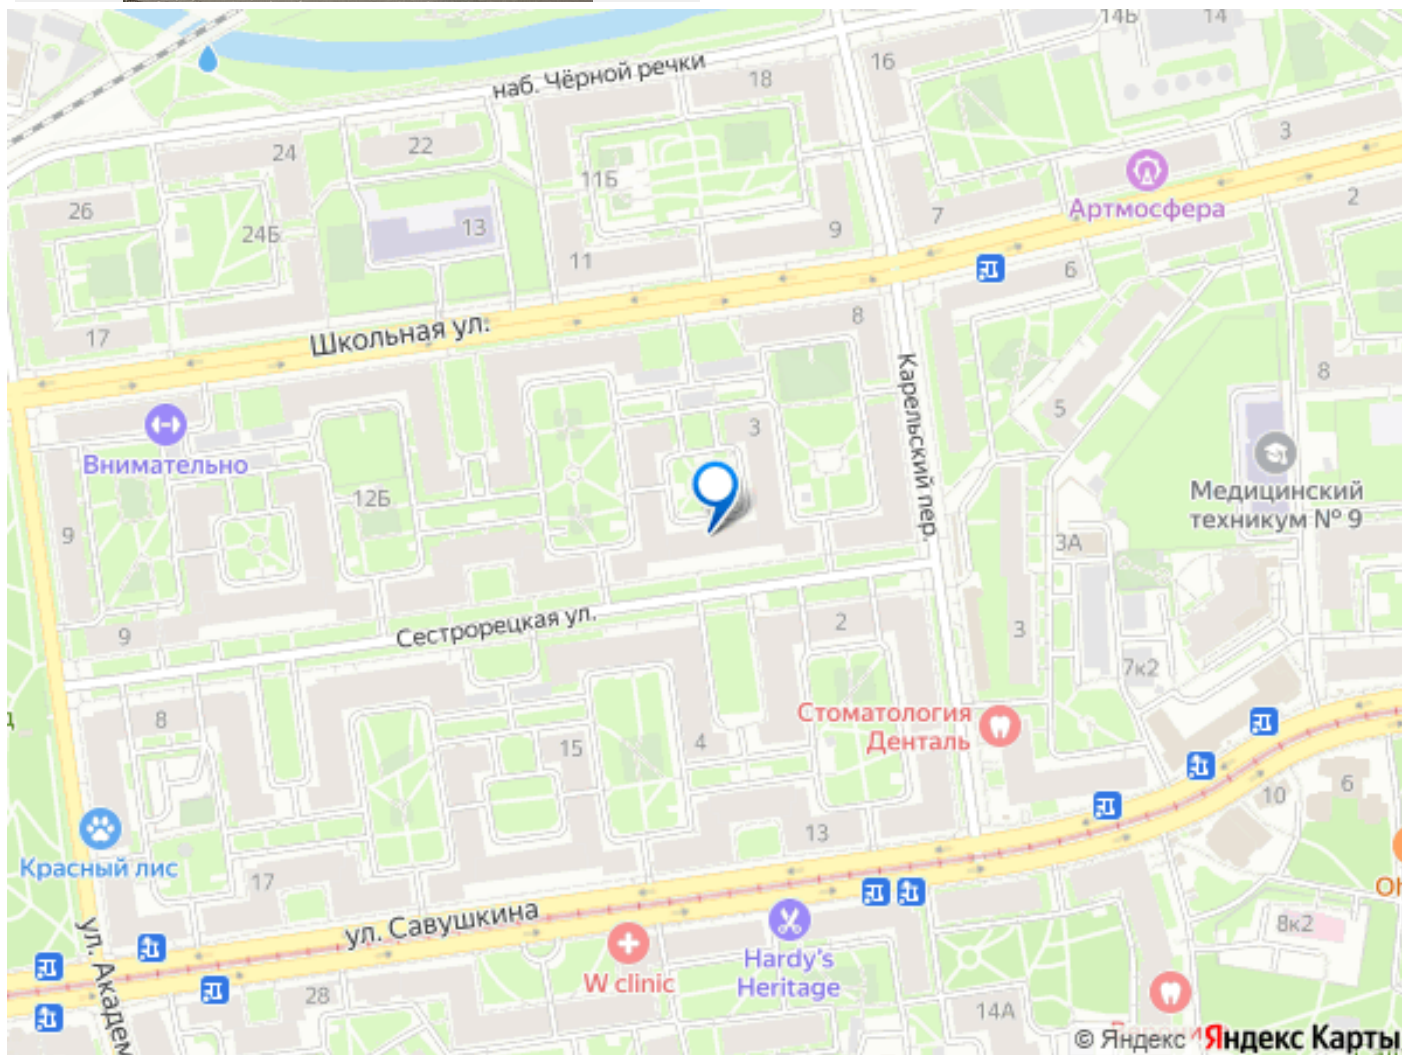 14Б
14
16
наб. Чёрной речки
18
3
22
24
11Б
Артмосфера
2
26
7
24Б
13
9
11
6
Школьная ул.
17
8
8
Карельский пер.
5
3
Внимательно
Медицинский
техникум № 9
12Б
9
3А
Сестрорецкая ул.
9
2
3
7к2
8
Стоматология
Денталь
15
4
6
10
13
Красный лис
17
ул. Савушкина
8к2
Hardy's
Heritage
W clinic
28
14А
© Яндекс Яндекс Карты